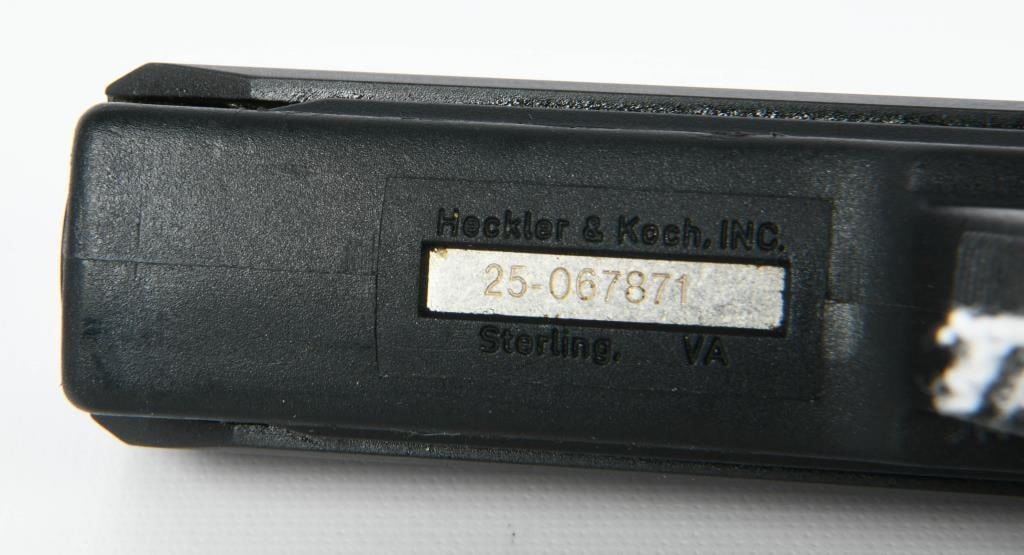 Heckler & Koch, INC.
25-067871
Sterling, VA